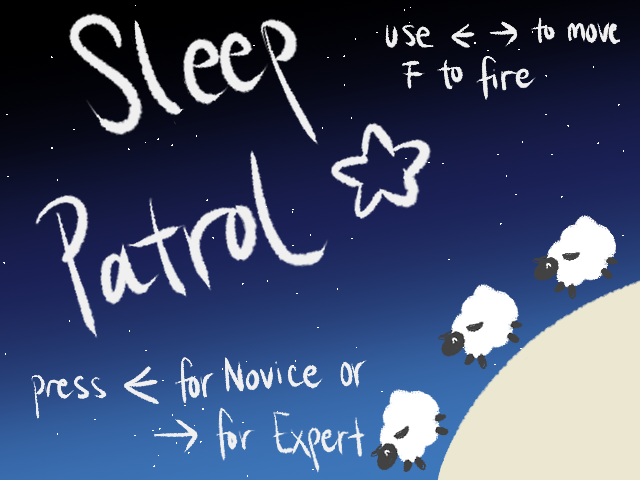 Sleep
Patrol
use ← → to move
F to fire
press ← for Novice or
→ for Expert